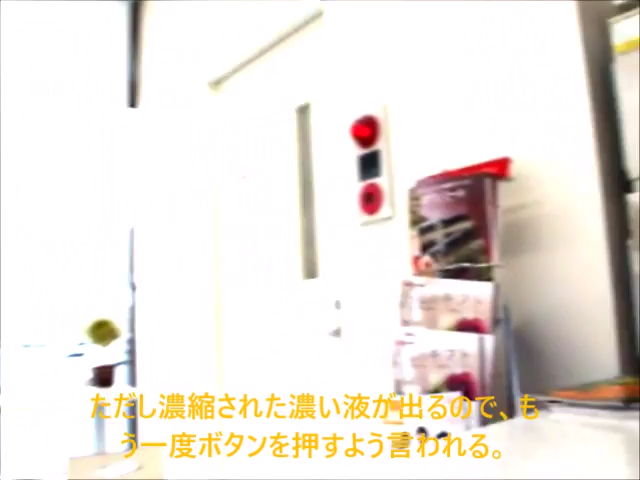 ただし濃縮された濃い液が出るので、も
う一度ボタンを押すよう言われる。